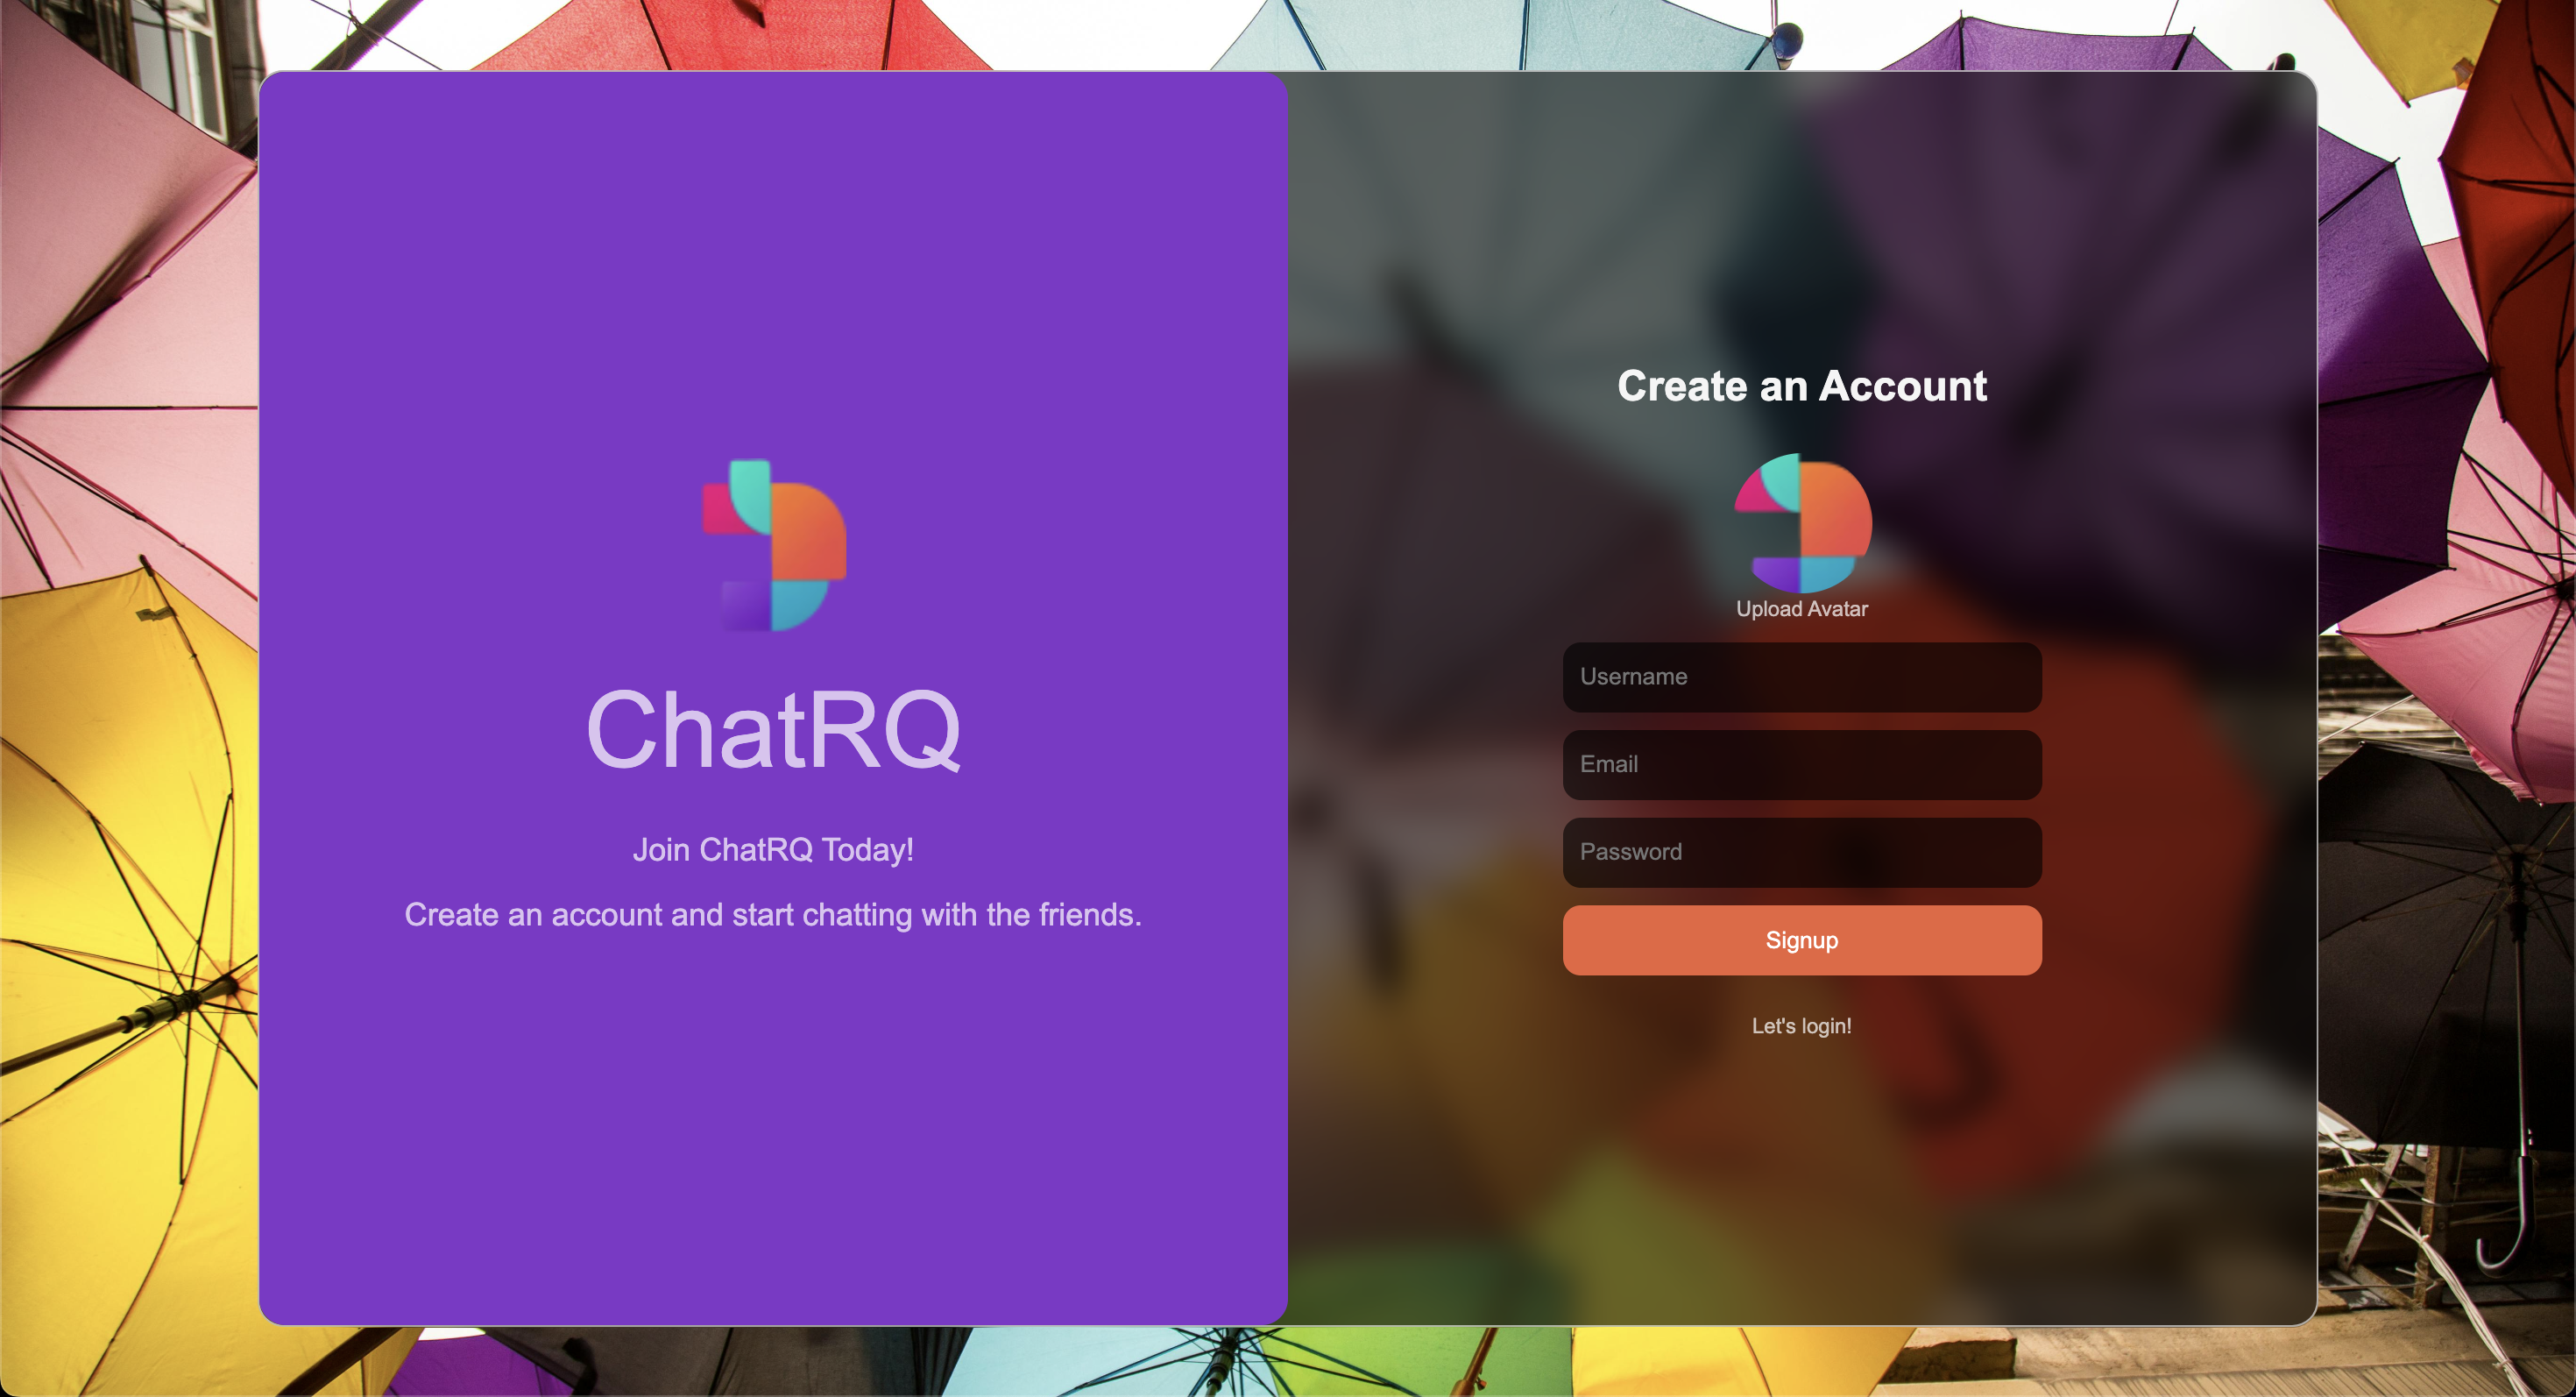 ChatRQ
Join ChatRQ Today!
Create an account and start chatting with the friends.
Create an Account
Upload Avatar
Username
Email
Password
Signup
Let's login!